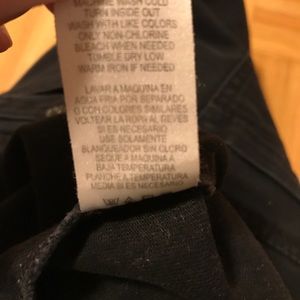 MACHINE WASH COLD
TURN INSIDE OUT
WASH WITH LIKE COLORS
ONLY NON-CHLORINE
BLEACH WHEN NEEDED
TUMBLE DRY LOW
WARM IRON IF NEEDED
LAVAR A MAQUINA EN
AGUA FRIA POR SEPARADO
O CON COLORES SIMILARES
VOLTEAR LA ROPA AL REVES
SI ES NECESARIO
USE SOLAMENTE
BLANQUEADOR SIN CLORO
SEQUE A MAQUINA A
BAJA TEMPERATURA
PLANCHE A TEMPERATURA
MEDIA SI ES NECESARIO